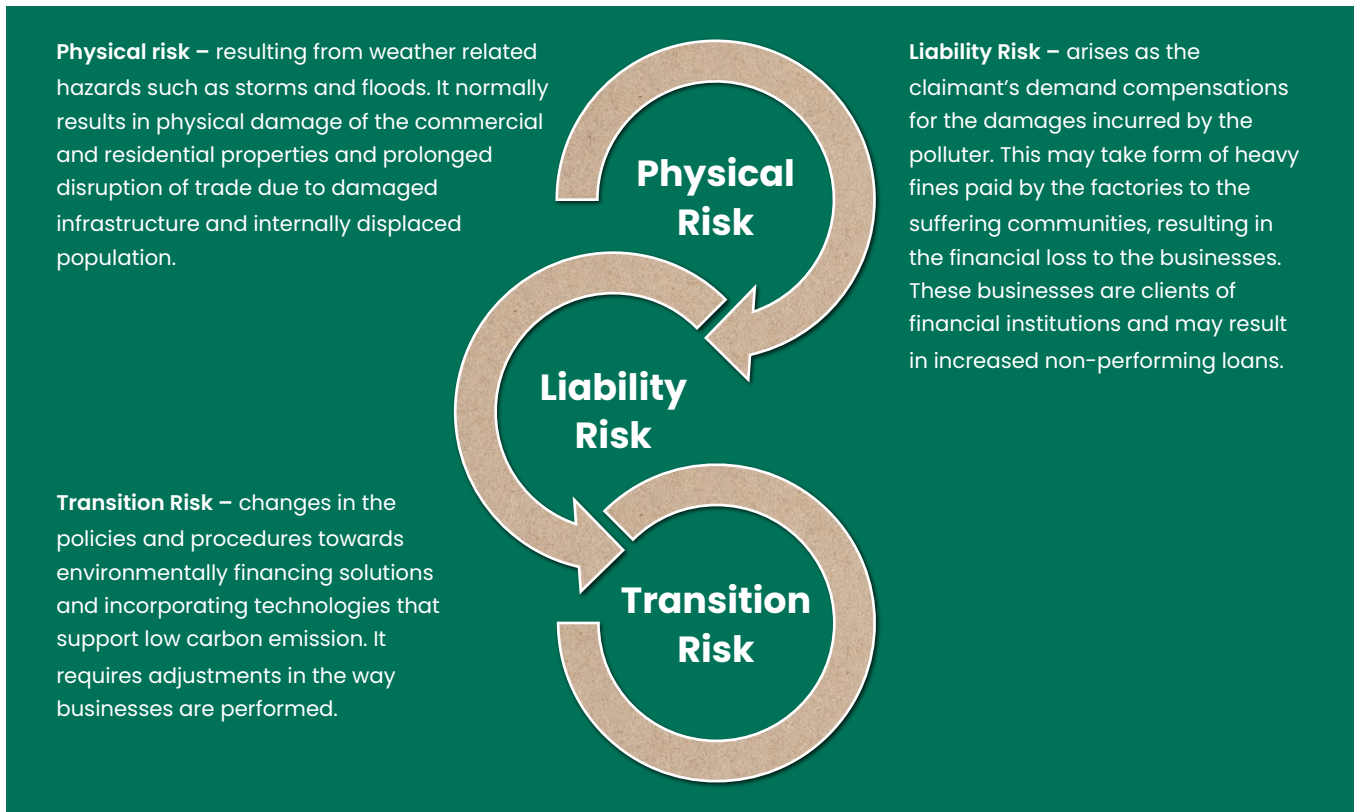 Physical risk – resulting from weather related
hazards such as storms and floods. It normally
results in physical damage of the commercial
and residential properties and prolonged
disruption of trade due to damaged
infrastructure and internally displaced
population.
Physical
Risk
Liability Risk – arises as the
claimant's demand compensations
for the damages incurred by the
polluter. This may take form of heavy
fines paid by the factories to the
suffering communities, resulting in
the financial loss to the businesses.
These businesses are clients of
financial institutions and may result
in increased non-performing loans.
Liability
Risk
Transition Risk – changes in the
policies and procedures towards
environmentally financing solutions
and incorporating technologies that
support low carbon emission. It
requires adjustments in the way
businesses are performed.
Transition
Risk